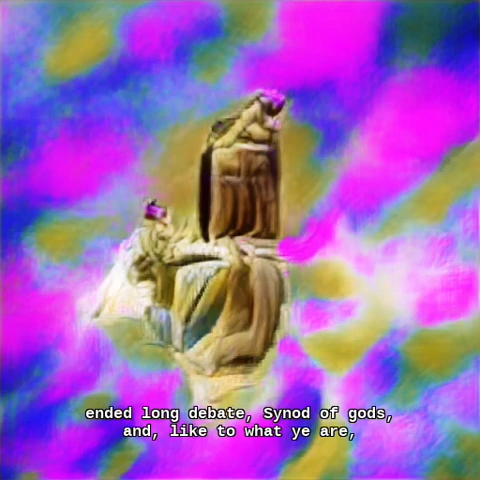 ended long debate, Synod of gods,
and, like to what ye are,